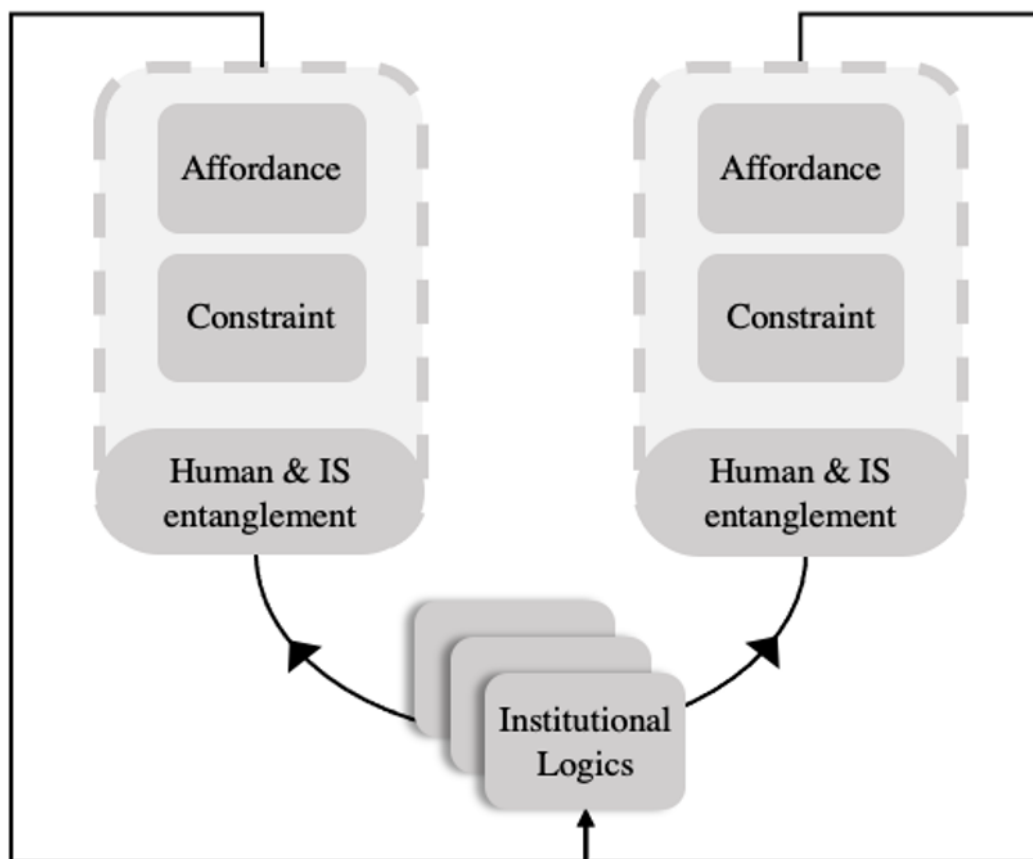 Affordance
Affordance
Constraint
Constraint
Human & IS
entanglement
Human & IS
entanglement
Institutional
Logics